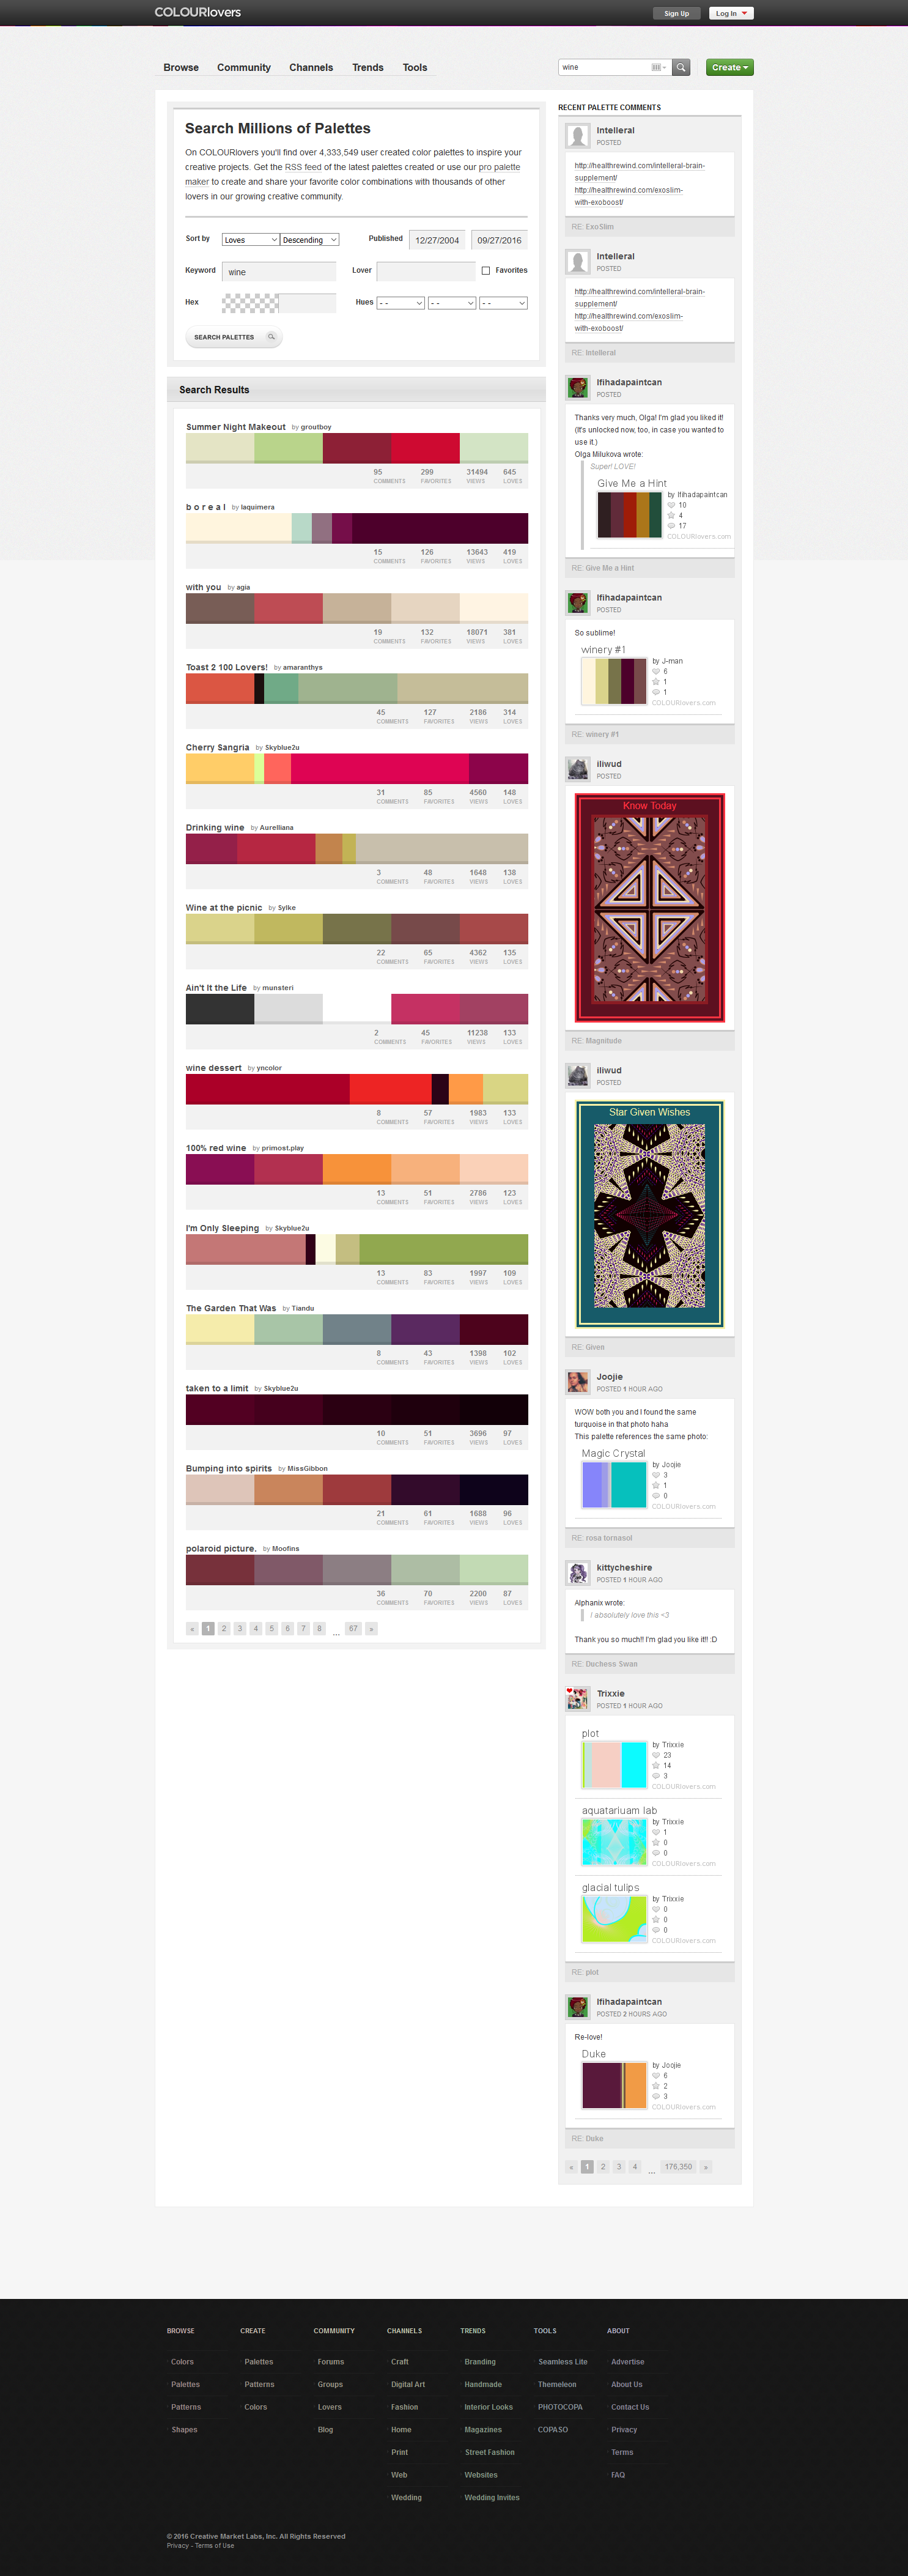 COLOURlovers
Sign Up
Log In
Browse
Community
Channels
Trends
Tools
wine
Create
Search Millions of Palettes
On COLOURlovers you'll find over 4,333,549 user created color palettes to inspire your
creative projects. Get the RSS feed of the latest palettes created or use our pro palette
maker to create and share your favorite color combinations with thousands of other
lovers in our growing creative community.
Sort by
Loves
Descending
Published
12/27/2004
09/27/2016
Keyword
wine
Lover
Favorites
Hex
Hues
- -
- -
- -
SEARCH PALETTES
Search Results
Summer Night Makeout by groutboy
95 299 31494 645
COMMENTS FAVORITES VIEWS LOVES
b o r e a l by laquimera
15 126 13643 419
COMMENTS FAVORITES VIEWS LOVES
with you by agia
19 132 18071 381
COMMENTS FAVORITES VIEWS LOVES
Toast 2 100 Lovers! by amaranthys
45 127 2186 314
COMMENTS FAVORITES VIEWS LOVES
Cherry Sangria by Skyblue2u
31 85 4560 148
COMMENTS FAVORITES VIEWS LOVES
Drinking wine by Aurelliana
3 48 1648 138
COMMENTS FAVORITES VIEWS LOVES
Wine at the picnic by Sylke
22 65 4362 135
COMMENTS FAVORITES VIEWS LOVES
Ain't It the Life by munsteri
2 45 11238 133
COMMENTS FAVORITES VIEWS LOVES
wine dessert by yncolor
8 57 1983 133
COMMENTS FAVORITES VIEWS LOVES
100% red wine by primost.play
13 51 2786 123
COMMENTS FAVORITES VIEWS LOVES
I'm Only Sleeping by Skyblue2u
13 83 1997 109
COMMENTS FAVORITES VIEWS LOVES
The Garden That Was by Tiandu
8 43 1398 102
COMMENTS FAVORITES VIEWS LOVES
taken to a limit by Skyblue2u
10 51 3696 97
COMMENTS FAVORITES VIEWS LOVES
Bumping into spirits by MissGibbon
21 61 1688 96
COMMENTS FAVORITES VIEWS LOVES
polaroid picture. by Moofins
36 70 2200 87
COMMENTS FAVORITES VIEWS LOVES
« 1 2 3 4 5 6 7 8 ... 67 »
RECENT PALETTE COMMENTS
Intelleral
POSTED
http://healthrewind.com/intelleral-brain-
supplement/
http://healthrewind.com/exoslim-
with-exoboost/
RE: ExoSlim
Intelleral
POSTED
http://healthrewind.com/intelleral-brain-
supplement/
http://healthrewind.com/exoslim-
with-exoboost/
RE: Intelleral
Ifihadapaintcan
POSTED
Thanks very much, Olga! I'm glad you liked it!
(It's unlocked now, too, in case you wanted to
use it.)
Olga Milukova wrote:
Super! LOVE!
Give Me a Hint
by Ifihadapaintcan
10
4
17
COLOURlovers.com
RE: Give Me a Hint
Ifihadapaintcan
POSTED
So sublime!
winery #1
by J-man
6
1
1
COLOURlovers.com
RE: winery #1
iliwud
POSTED
Know Today
RE: Magnitude
iliwud
POSTED
Star Given Wishes
RE: Given
Joojie
POSTED 1 HOUR AGO
WOW both you and I found the same
turquoise in that photo haha
This palette references the same photo:
Magic Crystal
by Joojie
3
1
0
COLOURlovers.com
RE: rosa tornasol
kittycheshire
POSTED 1 HOUR AGO
Alphanix wrote:
I absolutely love this <3
Thank you so much!! I'm glad you like it!! :D
RE: Duchess Swan
Trixxie
POSTED 1 HOUR AGO
plot
by Trixxie
23
14
3
COLOURlovers.com
aquatariuam lab
by Trixxie
1
0
0
COLOURlovers.com
glacial tulips
by Trixxie
0
0
0
COLOURlovers.com
RE: plot
Ifihadapaintcan
POSTED 2 HOURS AGO
Re-love!
Duke
by Joojie
6
2
3
COLOURlovers.com
RE: Duke
« 1 2 3 4 ... 176,350 »
BROWSE
Colors
Palettes
Patterns
Shapes
CREATE
Palettes
Patterns
Colors
COMMUNITY
Forums
Groups
Lovers
Blog
CHANNELS
Craft
Digital Art
Fashion
Home
Print
Web
Wedding
TRENDS
Branding
Handmade
Interior Looks
Magazines
Street Fashion
Websites
Wedding Invites
TOOLS
Seamless Lite
Themeleon
PHOTOCOPA
COPASO
ABOUT
Advertise
About Us
Contact Us
Privacy
Terms
FAQ
© 2016 Creative Market Labs, Inc. All Rights Reserved
Privacy - Terms of Use